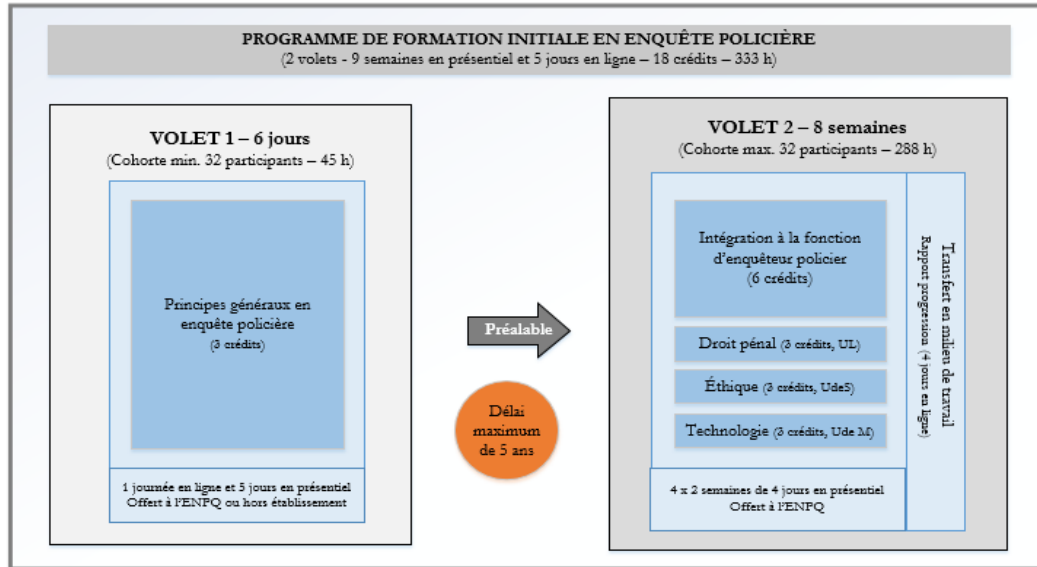 PROGRAMME DE FORMATION INITIALE EN ENQUÊTE POLICIÈRE
(2 volets - 9 semaines en présentiel et 5 jours en ligne – 18 crédits – 333 h)
VOLET 1 – 6 jours
(Cohorte min. 32 participants – 45 h)
Principes généraux en
enquête policière
(3 crédits)
1 journée en ligne et 5 jours en présentiel
Offert à l'ENPQ ou hors établissement
Préalable
Délai
maximum
de 5 ans
VOLET 2 – 8 semaines
(Cohorte max. 32 participants – 288 h)
Intégration à la fonction
d'enquêteur policier
(6 crédits)
Droit pénal (3 crédits, UL)
Éthique (3 crédits, UdeS)
Technologie (3 crédits, Ude M)
4 x 2 semaines de 4 jours en présentiel
Offert à l'ENPQ
Transfert en milieu de travail
Rapport progression (4 jours en ligne)